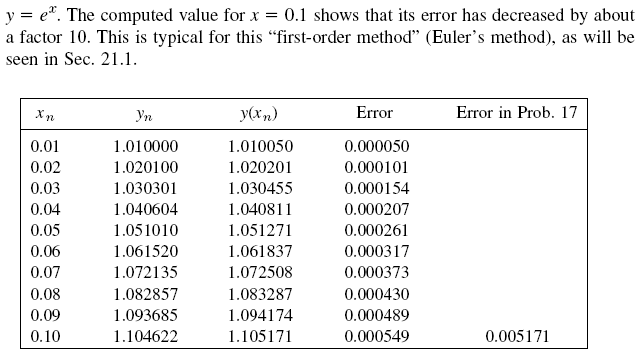 y = eˣ. The computed value for x = 0.1 shows that its error has decreased by about
a factor 10. This is typical for this “first-order method” (Euler’s method), as will be
seen in Sec. 21.1.
xₙ yₙ y(xₙ) Error Error in Prob. 17
0.01 1.010000 1.010050 0.000050
0.02 1.020100 1.020201 0.000101
0.03 1.030301 1.030455 0.000154
0.04 1.040604 1.040811 0.000207
0.05 1.051010 1.051271 0.000261
0.06 1.061520 1.061837 0.000317
0.07 1.072135 1.072508 0.000373
0.08 1.082857 1.083287 0.000430
0.09 1.093685 1.094174 0.000489
0.10 1.104622 1.105171 0.000549 0.005171